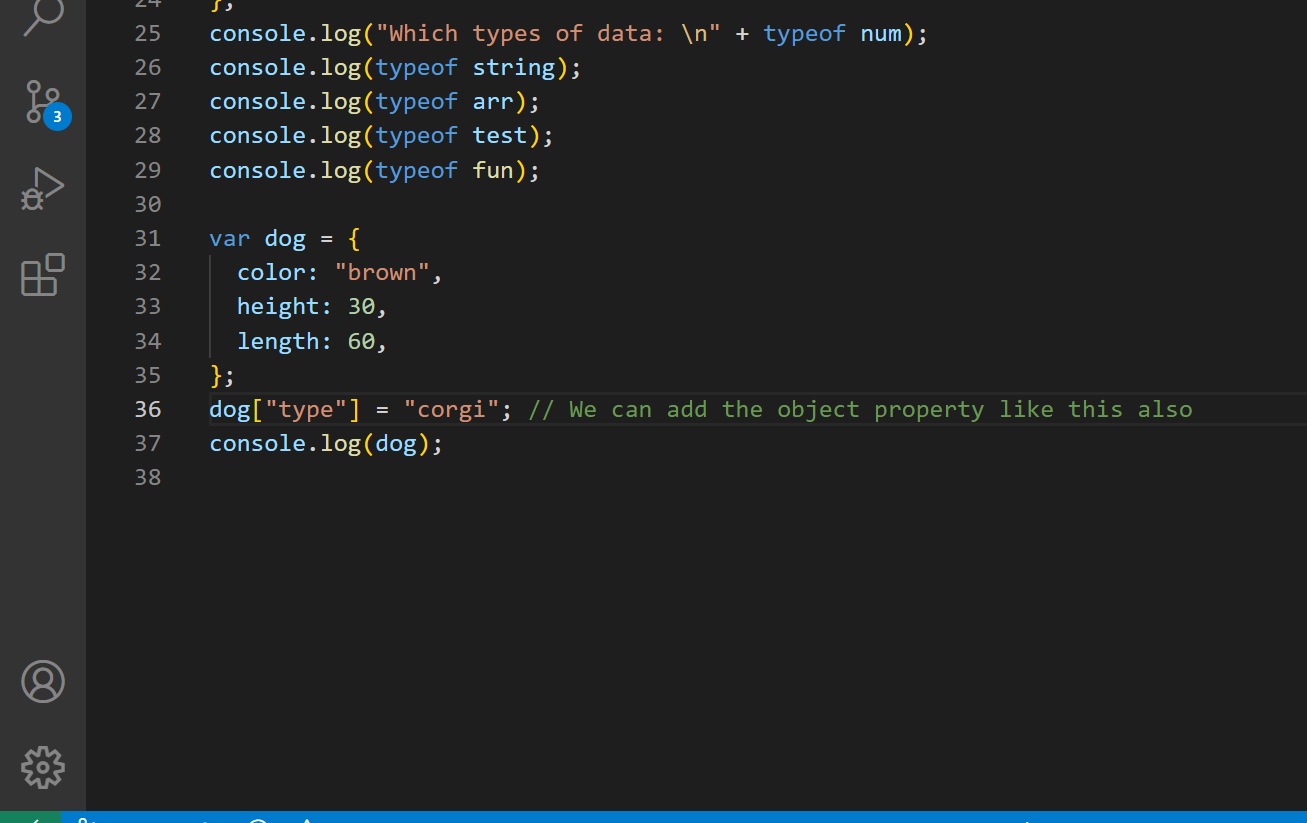 24 };
3
25 console.log("Which types of data: \n" + typeof num);
26 console.log(typeof string);
27 console.log(typeof arr);
28 console.log(typeof test);
29 console.log(typeof fun);
30
31 var dog = {
32   color: "brown",
33   height: 30,
34   length: 60,
35 };
36 dog["type"] = "corgi"; // We can add the object property like this also
37 console.log(dog);
38